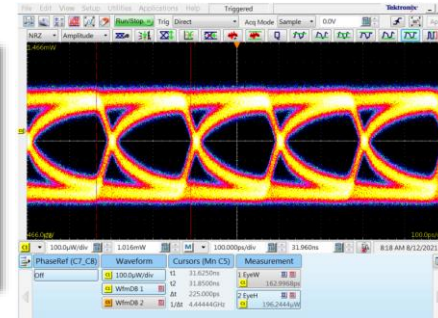 File Edit View Setup Utilities Applications Help Triggered Tektronix
Run/Stop Trig Direct Acq Mode Sample 0.0V
NRZ Amplitude
1.466mW
100.0ps/
C1 100.0µW/div 1.016mW M 100.000ps/div 31.960ns 8:18 AM 8/12/2021
PhaseRef (C7_C8) Waveform Cursors (Mn C5) Measurement
Off C1 100.0µW/div t1 31.6250ns 1 EyeW
WfmDB 1 t2 31.8500ns 162.9968ps
WfmDB 2 Δt 225.000ps 2 EyeH
1/Δt 4.44444GHz 196.2444µW